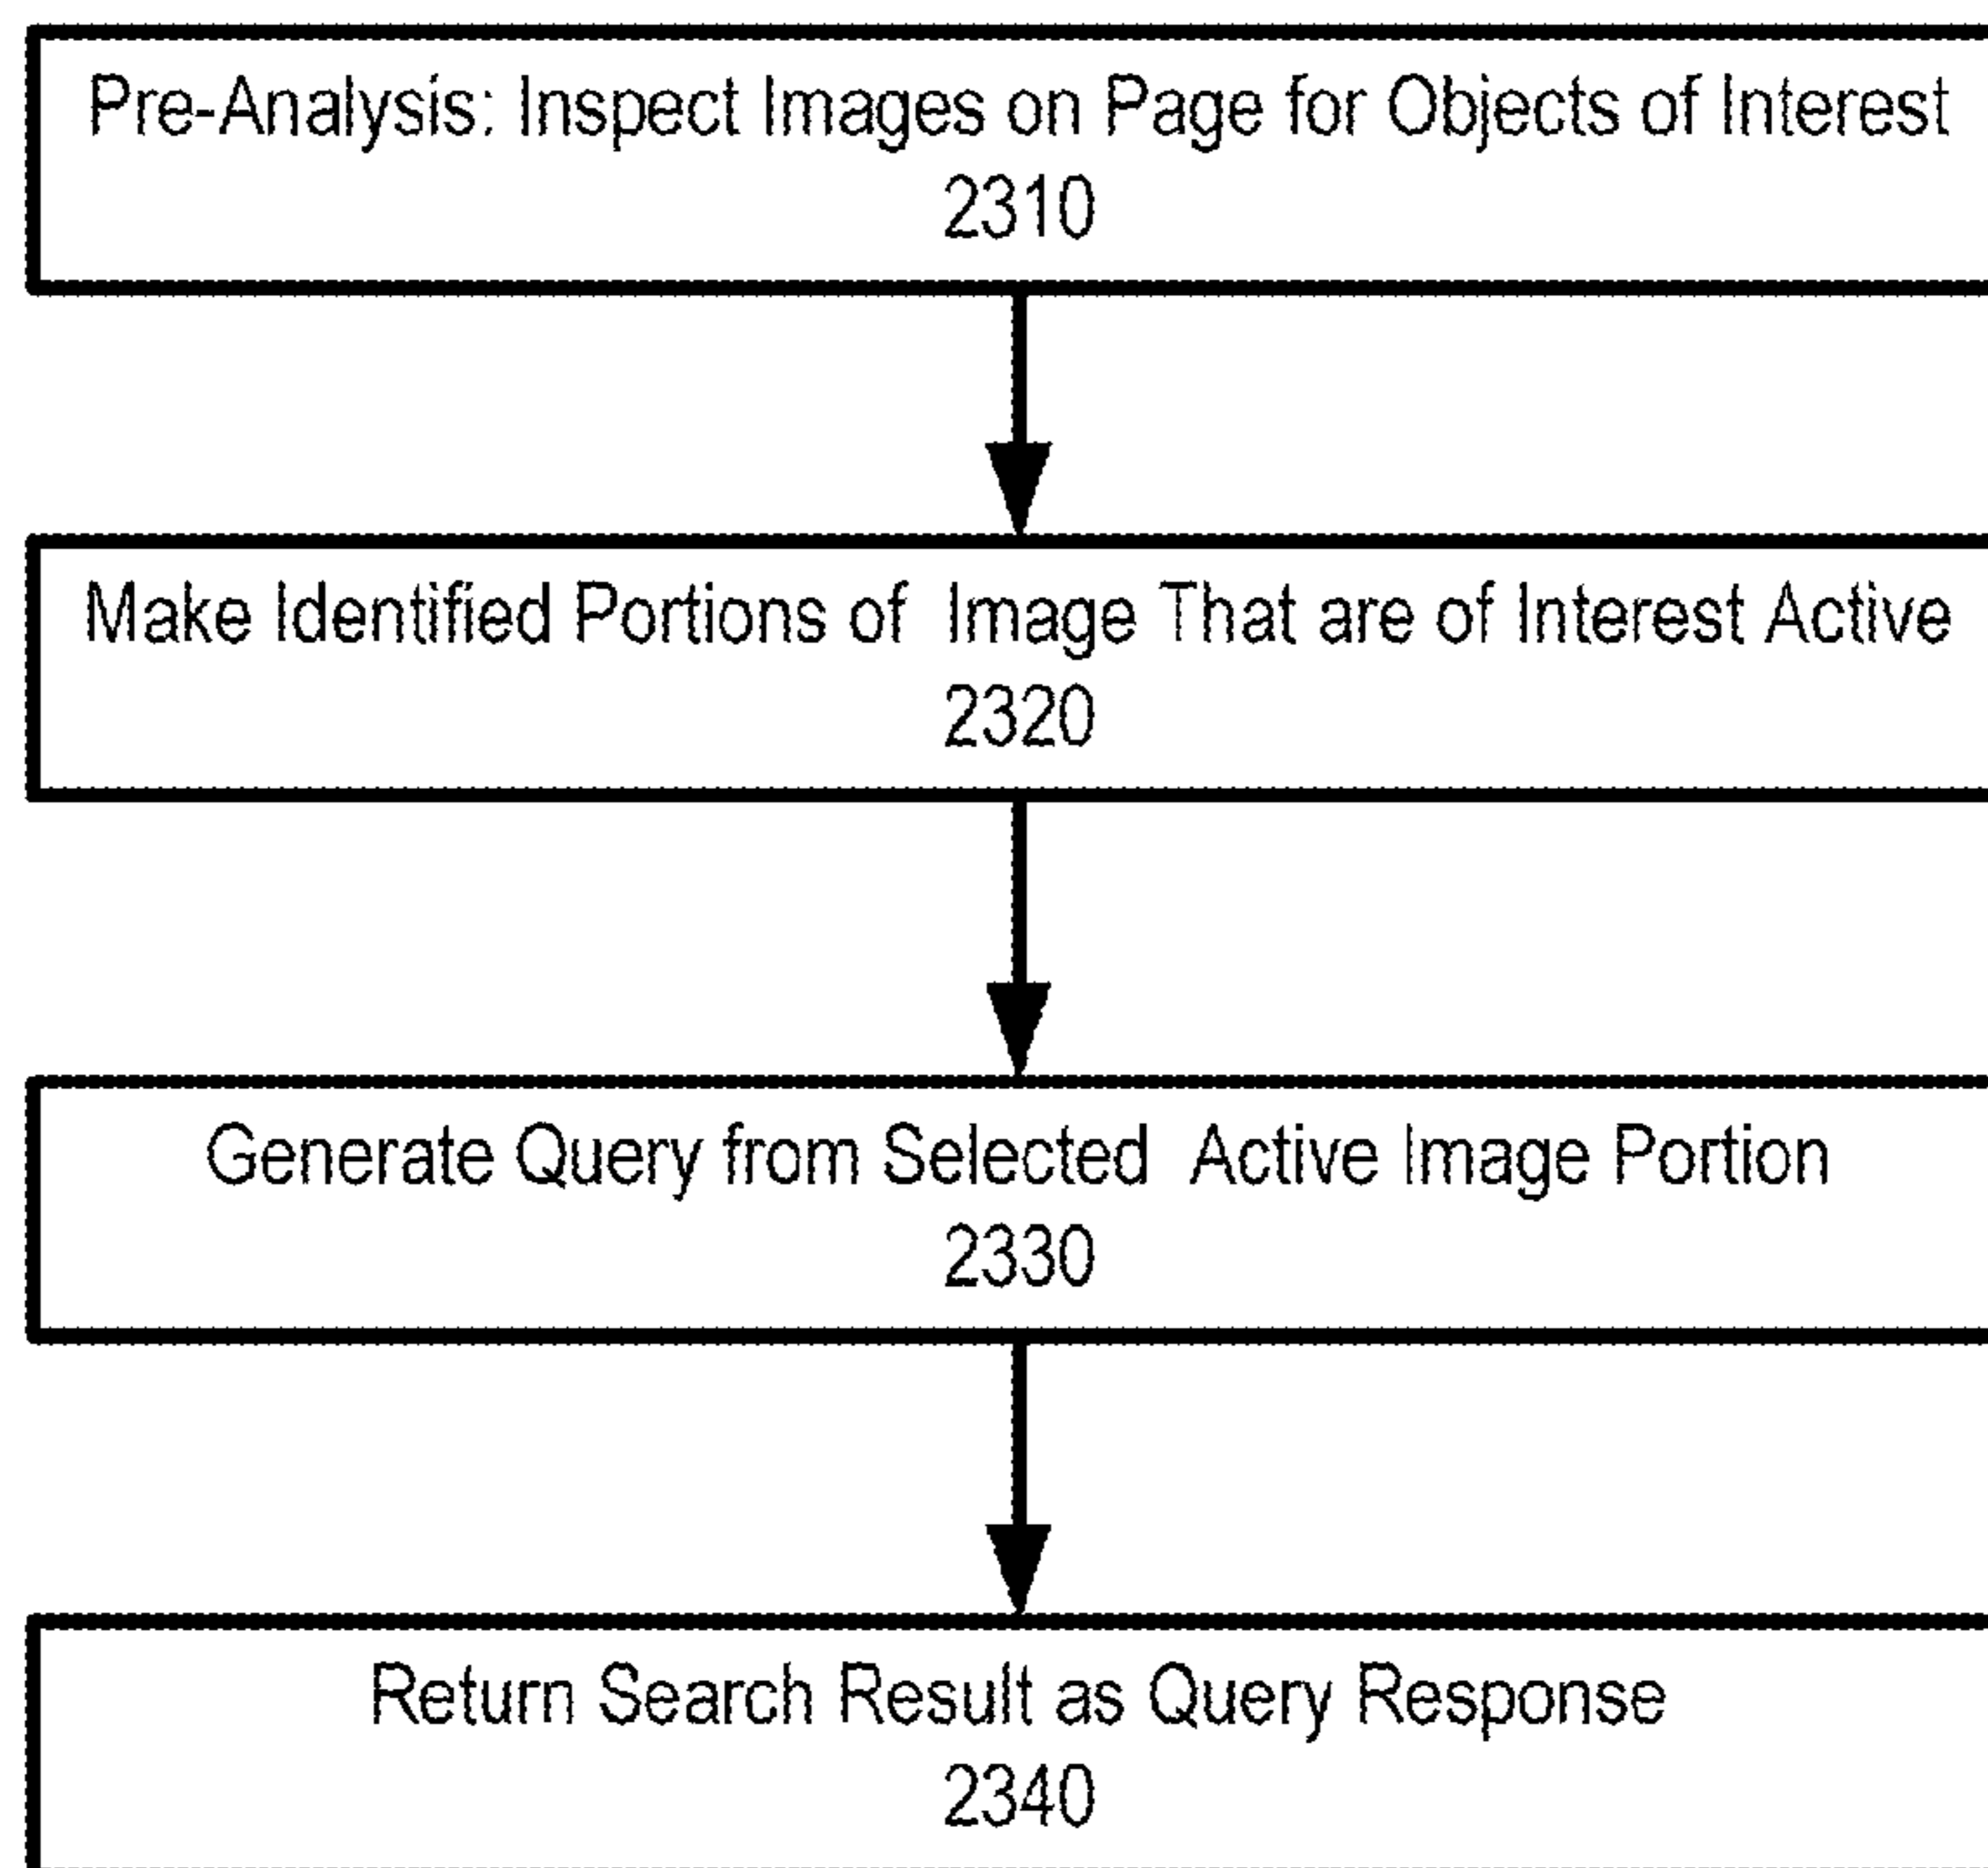 Pre-Analysis: Inspect Images on Page for Objects of Interest
2310
Make Identified Portions of Image That are of Interest Active
2320
Generate Query from Selected Active Image Portion
2330
Return Search Result as Query Response
2340